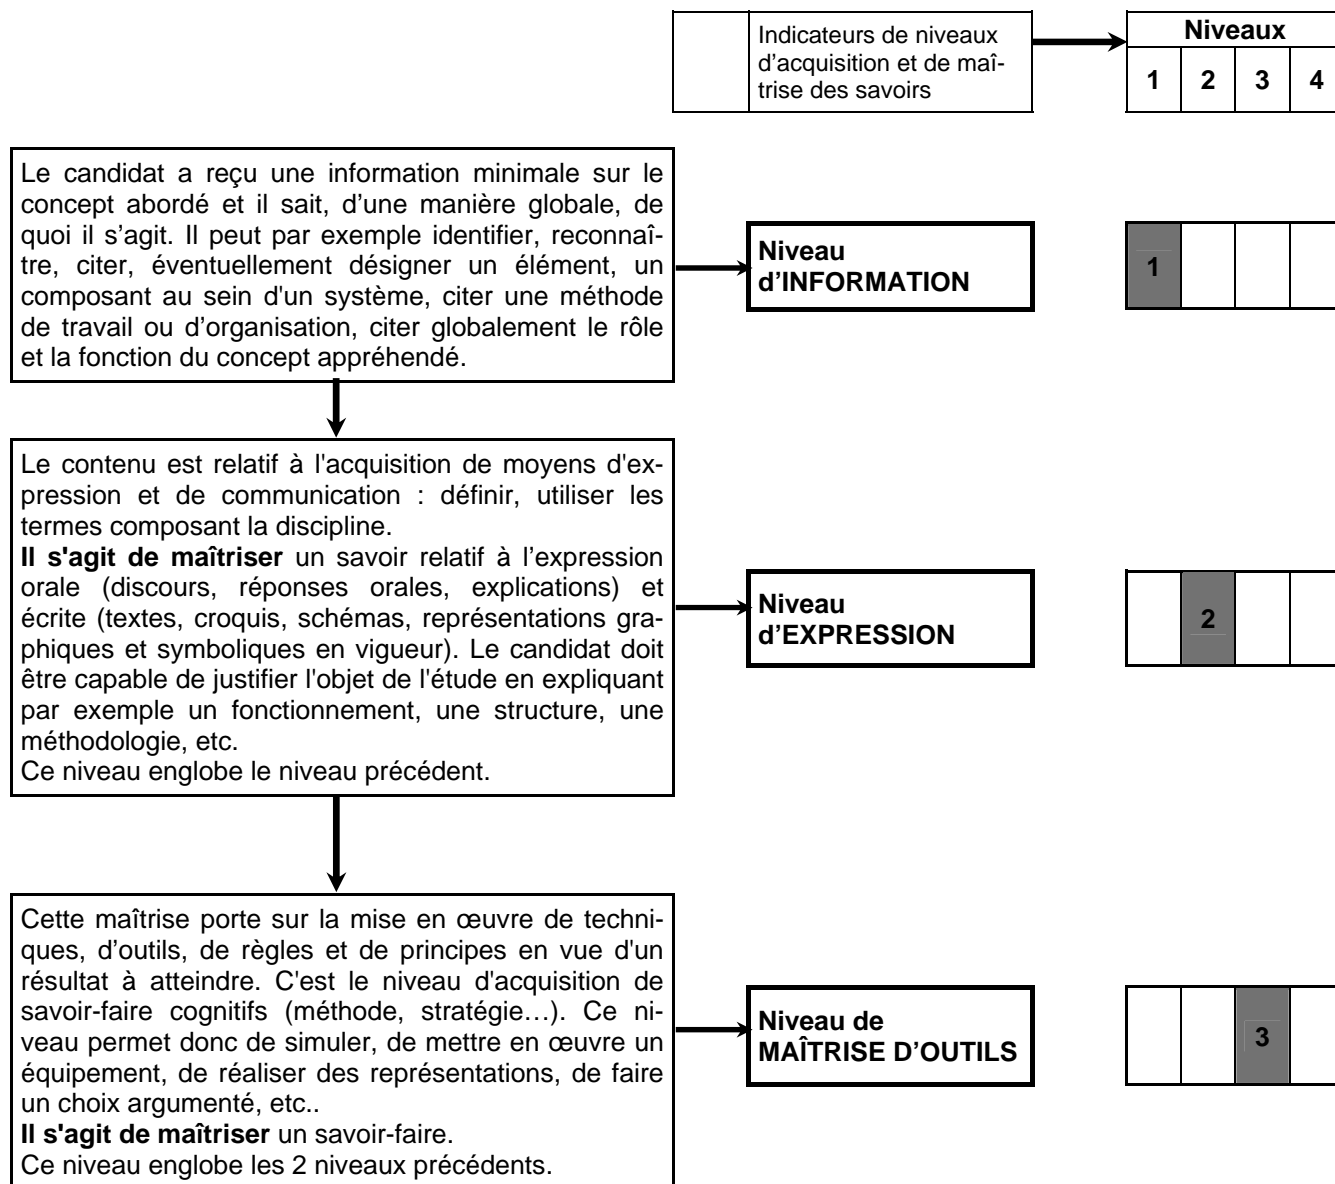 Indicateurs de niveaux
d’acquisition et de maî-
trise des savoirs
Niveaux
1 2 3 4
Le candidat a reçu une information minimale sur le
concept abordé et il sait, d’une manière globale, de
quoi il s’agit. Il peut par exemple identifier, reconnaî-
tre, citer, éventuellement désigner un élément, un
composant au sein d'un système, citer une méthode
de travail ou d’organisation, citer globalement le rôle
et la fonction du concept appréhendé.
Niveau
d’INFORMATION
1
Le contenu est relatif à l'acquisition de moyens d'ex-
pression et de communication : définir, utiliser les
termes composant la discipline.
Il s'agit de maîtriser un savoir relatif à l’expression
orale (discours, réponses orales, explications) et
écrite (textes, croquis, schémas, représentations gra-
phiques et symboliques en vigueur). Le candidat doit
être capable de justifier l'objet de l'étude en expliquant
par exemple un fonctionnement, une structure, une
méthodologie, etc.
Ce niveau englobe le niveau précédent.
Niveau
d’EXPRESSION
2
Cette maîtrise porte sur la mise en œuvre de techni-
ques, d’outils, de règles et de principes en vue d'un
résultat à atteindre. C'est le niveau d'acquisition de
savoir-faire cognitifs (méthode, stratégie…). Ce ni-
veau permet donc de simuler, de mettre en œuvre un
équipement, de réaliser des représentations, de faire
un choix argumenté, etc..
Il s'agit de maîtriser un savoir-faire.
Ce niveau englobe les 2 niveaux précédents.
Niveau de
MAÎTRISE D’OUTILS
3